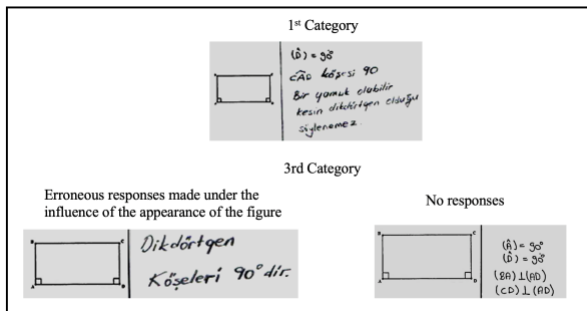 1st Category
(D̂) = 90°
CÂD köşesi 90
Bir yamuk olabilir
kesin dikdörtgen olduğu
söylenemez.
3rd Category
Erroneous responses made under the
influence of the appearance of the figure
No responses
B C
A D
Dikdörtgen
Köşeleri 90° dir.
B C
A D
(Â) = 90°
(D̂) = 90°
(BA) ⊥ (AD)
(CD) ⊥ (AD)